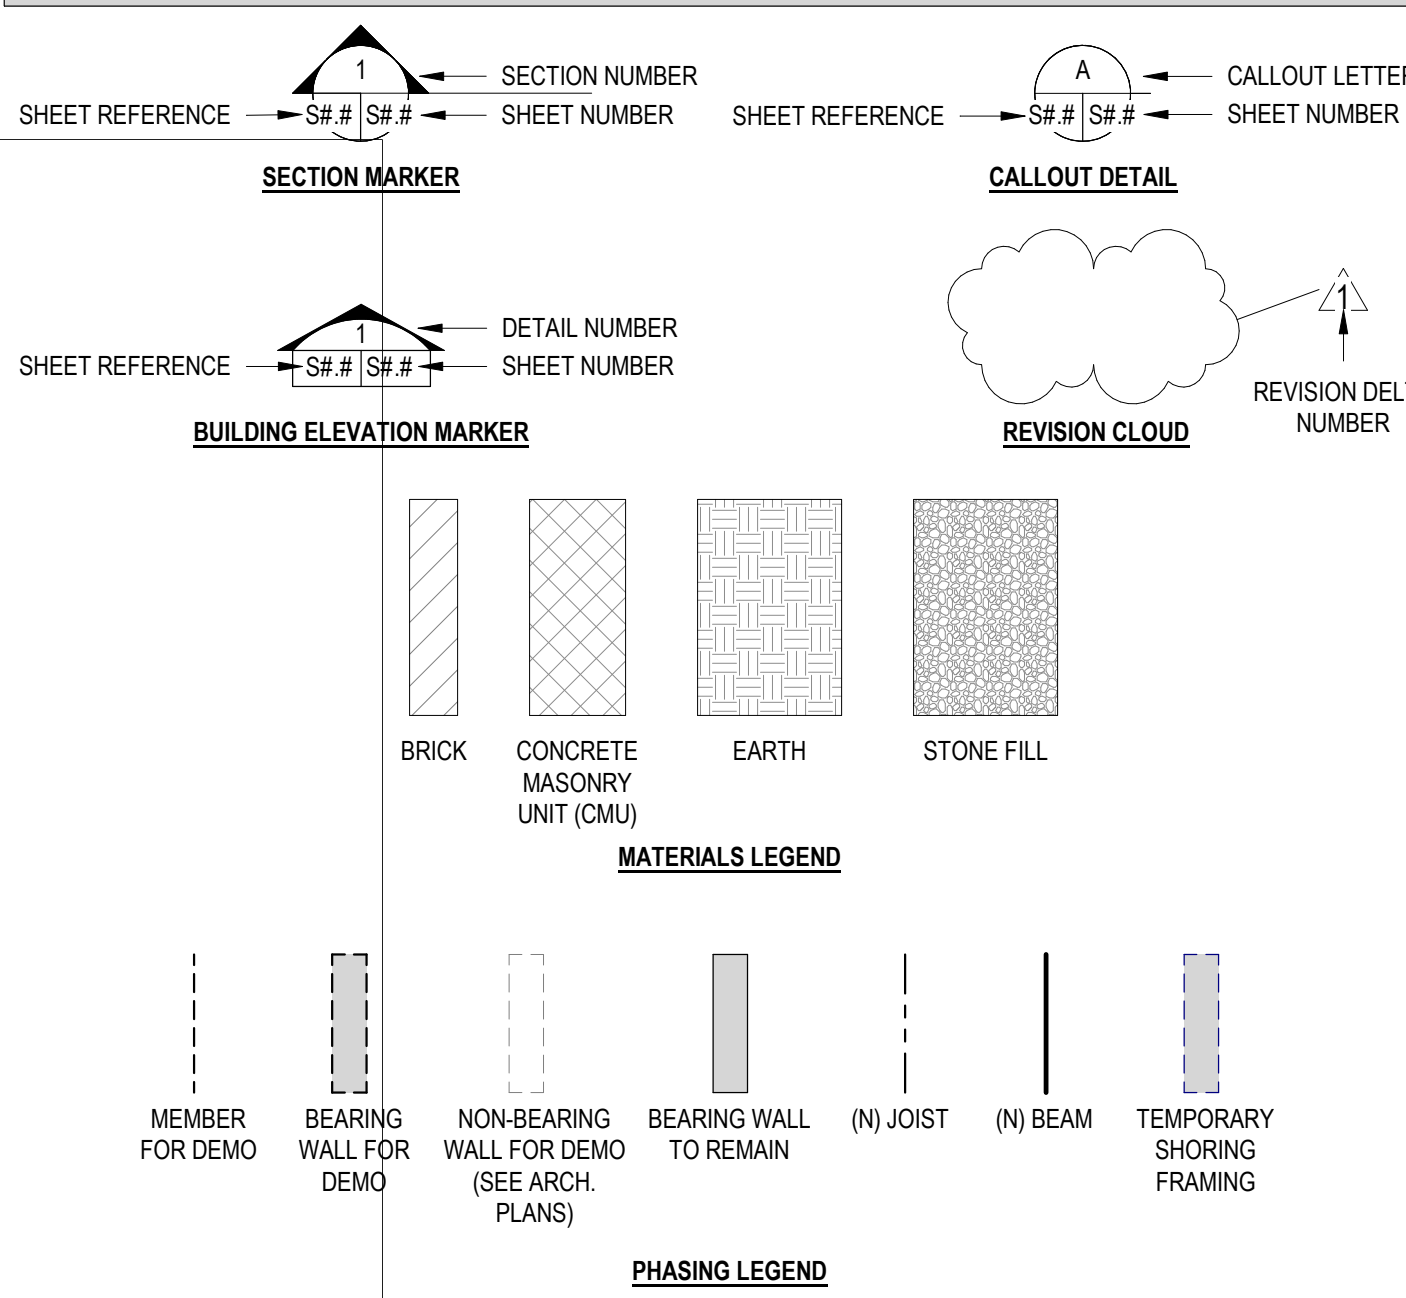 1
SECTION NUMBER
SHEET REFERENCE
S#.#
S#.#
SHEET NUMBER
SECTION MARKER
A
CALLOUT LETTER
SHEET REFERENCE
S#.#
S#.#
SHEET NUMBER
CALLOUT DETAIL
1
DETAIL NUMBER
SHEET REFERENCE
S#.#
S#.#
SHEET NUMBER
BUILDING ELEVATION MARKER
1
REVISION
NUMBER
REVISION CLOUD
BRICK
CONCRETE
MASONRY
UNIT (CMU)
EARTH
STONE FILL
MATERIALS LEGEND
MEMBER
FOR DEMO
BEARING
WALL FOR
DEMO
NON-BEARING
WALL FOR DEMO
(SEE ARCH.
PLANS)
BEARING WALL
TO REMAIN
(N) JOIST
(N) BEAM
TEMPORARY
SHORING
FRAMING
PHASING LEGEND